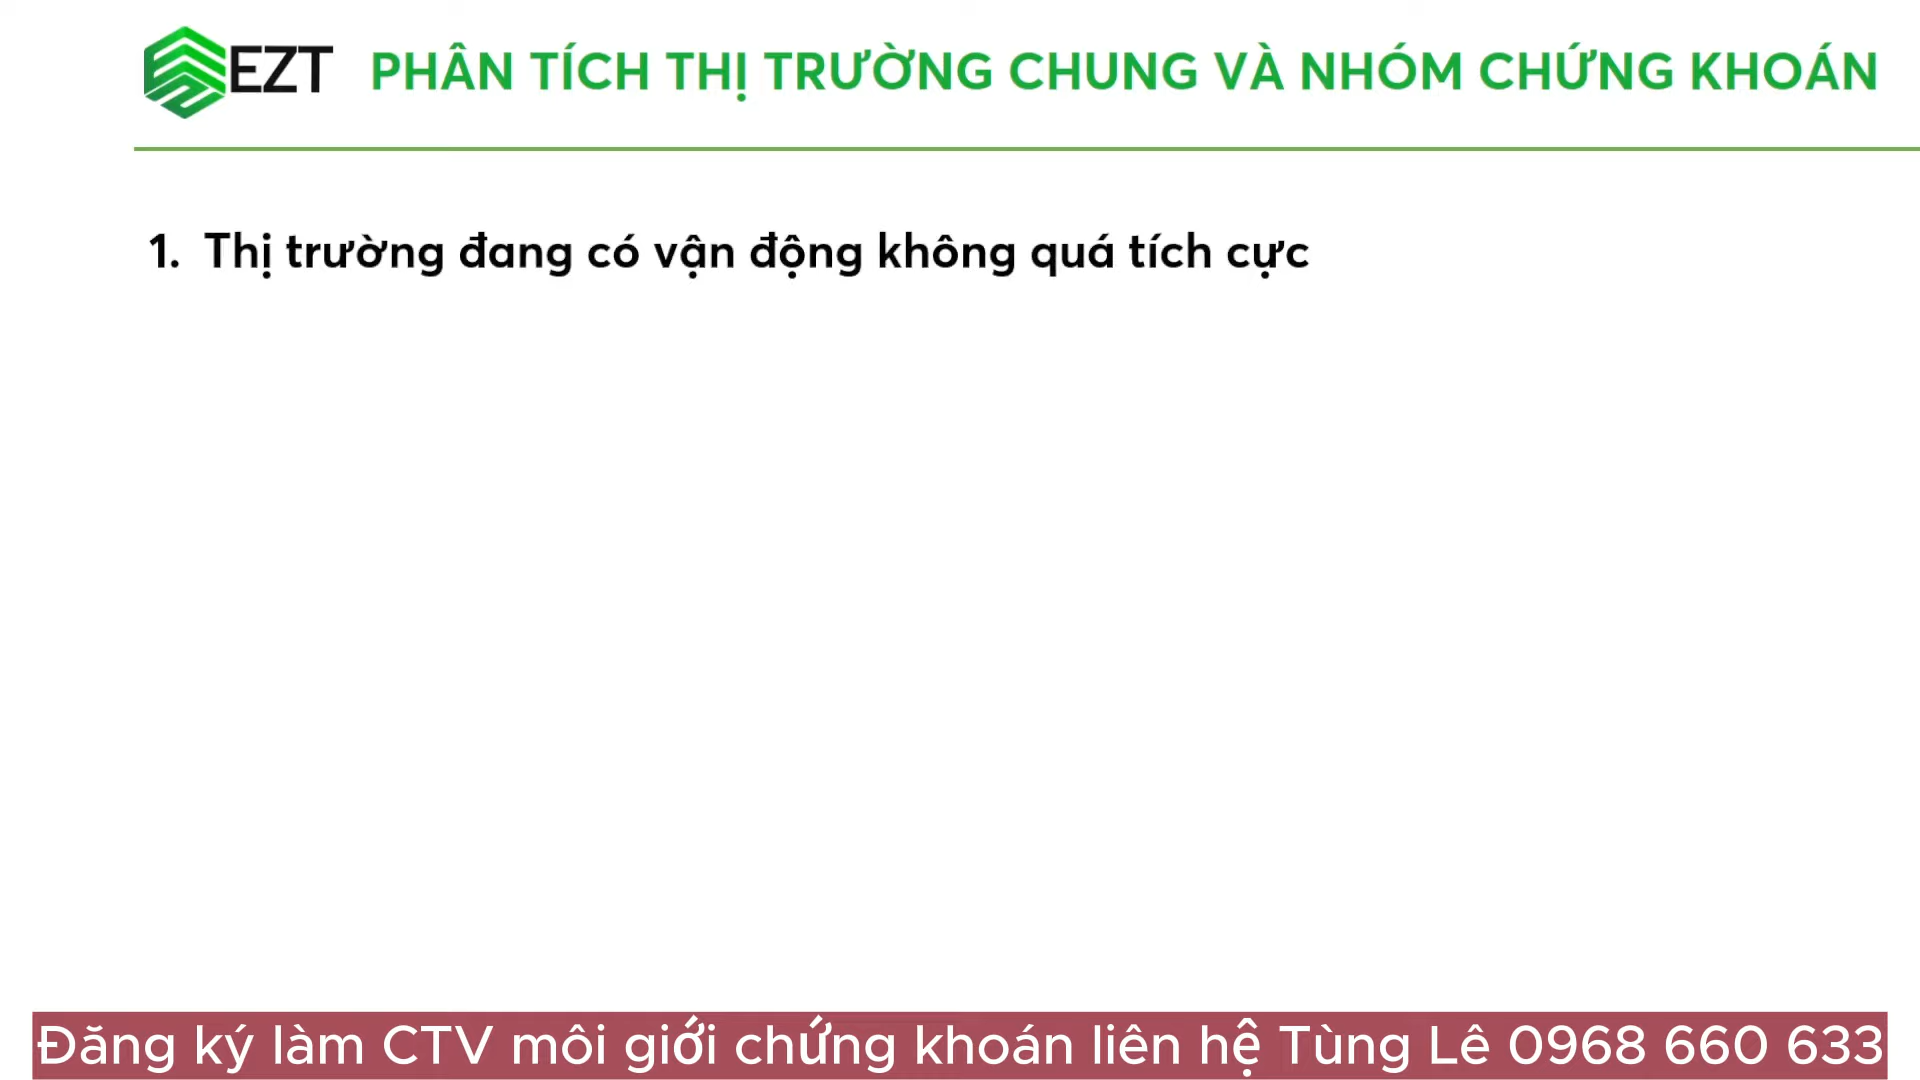 EZT PHÂN TÍCH THỊ TRƯỜNG CHUNG VÀ NHÓM CHỨNG KHOÁN
1. Thị trường đang có vận động không quá tích cực
Đăng ký làm CTV môi giới chứng khoán liên hệ Tùng Lê 0968 660 633